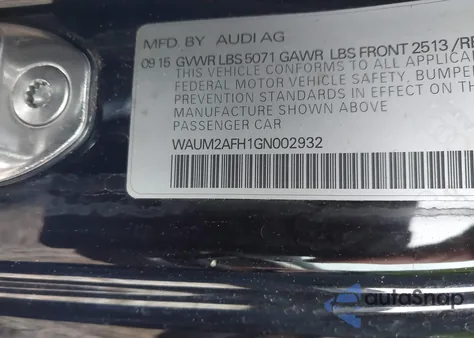 MFD. BY AUDI AG
09 15 GVWR LBS 5071 GAWR LBS FRONT 2513 /RE
THIS VEHICLE CONFORMS TO ALL APPLICA
FEDERAL MOTOR VEHICLE SAFETY, BUMPE
PREVENTION STANDARDS IN EFFECT ON
MANUFACTURE SHOWN ABOVE
PASSENGER CAR
WAUM2AFH1GN002932
autoSnap